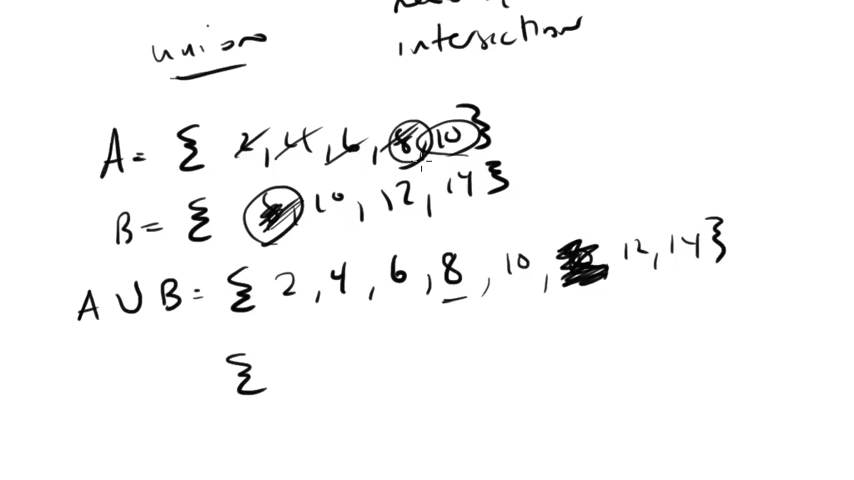 union
intersection
A = { 2, 4, 6, 8, 10 }
B = { 10, 12, 14 }
A ∪ B = { 2, 4, 6, 8, 10, 12, 14 }
{